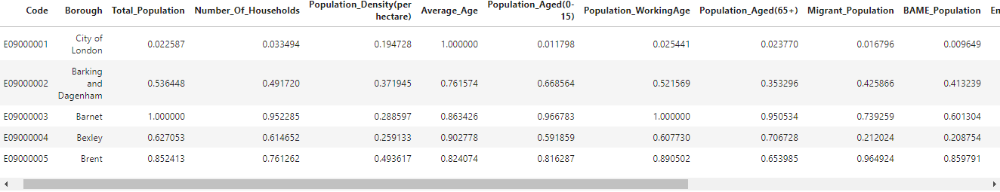 Code Borough Total_Population Number_Of_Households Population_Density(per hectare) Average_Age Population_Aged(0-15) Population_WorkingAge Population_Aged(65+) Migrant_Population BAME_Population
E09000001 City of London 0.022587 0.033494 0.194728 1.000000 0.011798 0.025441 0.023770 0.016796 0.009649
E09000002 Barking and Dagenham 0.536448 0.491720 0.371945 0.761574 0.668564 0.521569 0.353296 0.425866 0.413239
E09000003 Barnet 1.000000 0.952285 0.288597 0.863426 0.966783 1.000000 0.950534 0.739259 0.601304
E09000004 Bexley 0.627053 0.614652 0.259133 0.902778 0.591859 0.607730 0.706728 0.212024 0.208754
E09000005 Brent 0.852413 0.761262 0.493617 0.824074 0.816287 0.890502 0.653985 0.964924 0.859791